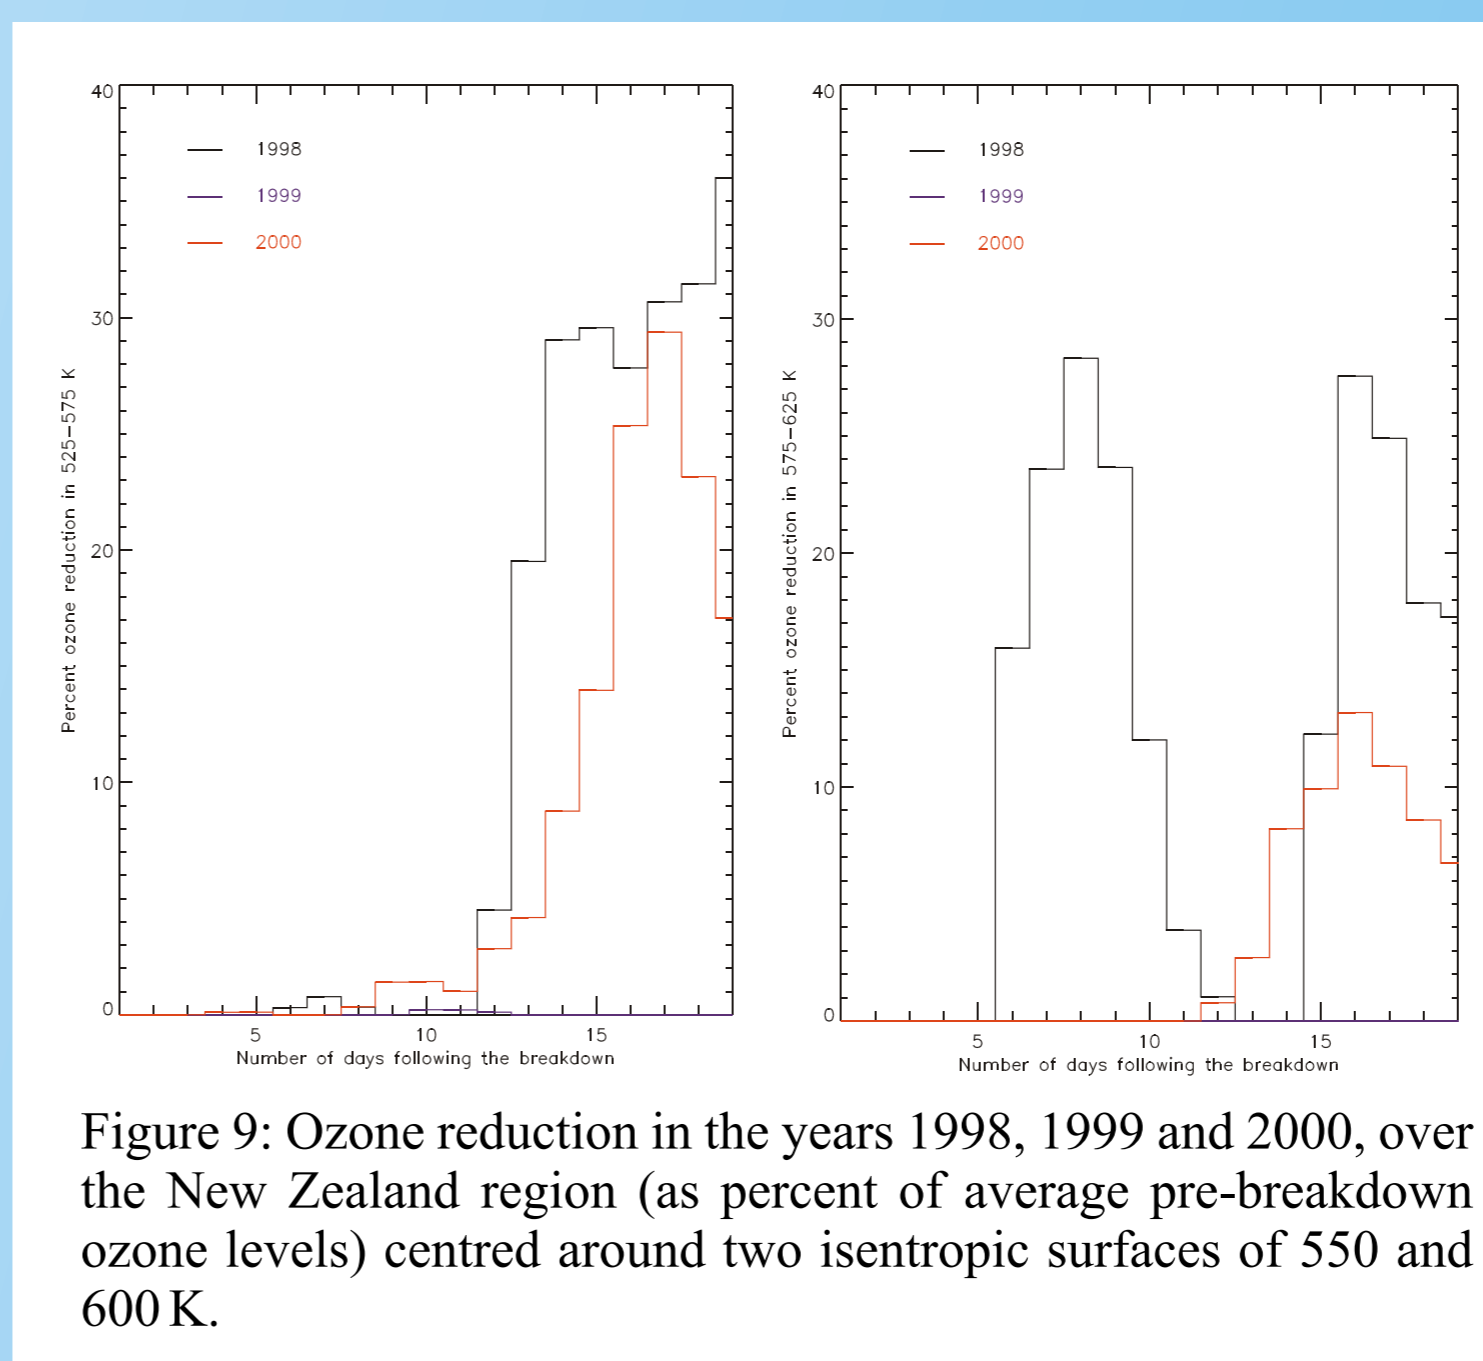 40
30
20
10
0
1998
1999
2000
Percent ozone reduction in 525–575 K
5 10 15
Number of days following the breakdown
40
30
20
10
0
1998
1999
2000
Percent ozone reduction in 575–625 K
5 10 15
Number of days following the breakdown
Figure 9: Ozone reduction in the years 1998, 1999 and 2000, over
the New Zealand region (as percent of average pre-breakdown
ozone levels) centred around two isentropic surfaces of 550 and
600 K.